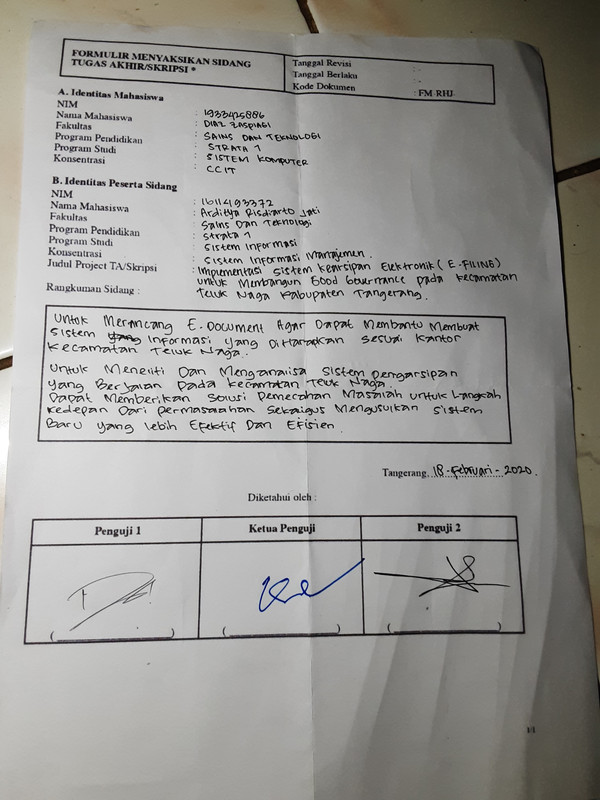 FORMULIR MENYAKSIKAN SIDANG
TUGAS AKHIR/SKRIPSI *
Tanggal Revisi : -
Tanggal Berlaku : -
Kode Dokumen : FM-RHJ-
A. Identitas Mahasiswa
NIM : 1933425886
Nama Mahasiswa : DIAZ ZASPIAGI
Fakultas : SAINS DAN TEKNOLOGI
Program Pendidikan : STRATA 1
Program Studi : SISTEM KOMPUTER
Konsentrasi : CCIT
B. Identitas Peserta Sidang
NIM : 1611493372
Nama Mahasiswa : Arditya Risdiarto Jati
Fakultas : Sains Dan Teknologi
Program Pendidikan : Strata 1
Program Studi : Sistem Informasi
Konsentrasi : Sistem Informasi Manajemen.
Judul Project TA/Skripsi : Implementasi Sistem Kearsipan Elektronik (E-FILING)
Untuk Membangun Good Governance pada Kecamatan
Teluk Naga Kabupaten Tangerang.
Rangkuman Sidang :
Untuk Merancang E-Document Agar Dapat Membantu Membuat
Sistem yang Informasi Yang Diharapkan Sesuai Kantor
Kecamatan Teluk Naga.
Untuk Meneliti Dan Menganalisa Sistem Pengarsipan
Yang Berjalan Pada Kecamatan Teluk Naga.
Dapat Memberikan Solusi Pemecahan Masalah Untuk Langkah
Kedepan Dari Permasalahan Sekaligus Mengusulkan Sistem
Baru Yang Lebih Efektif Dan Efisien.
Tangerang, 18-Februari-2020.
Diketahui oleh :
Penguji 1 Ketua Penguji Penguji 2
(                ) (                ) (                )
1/1